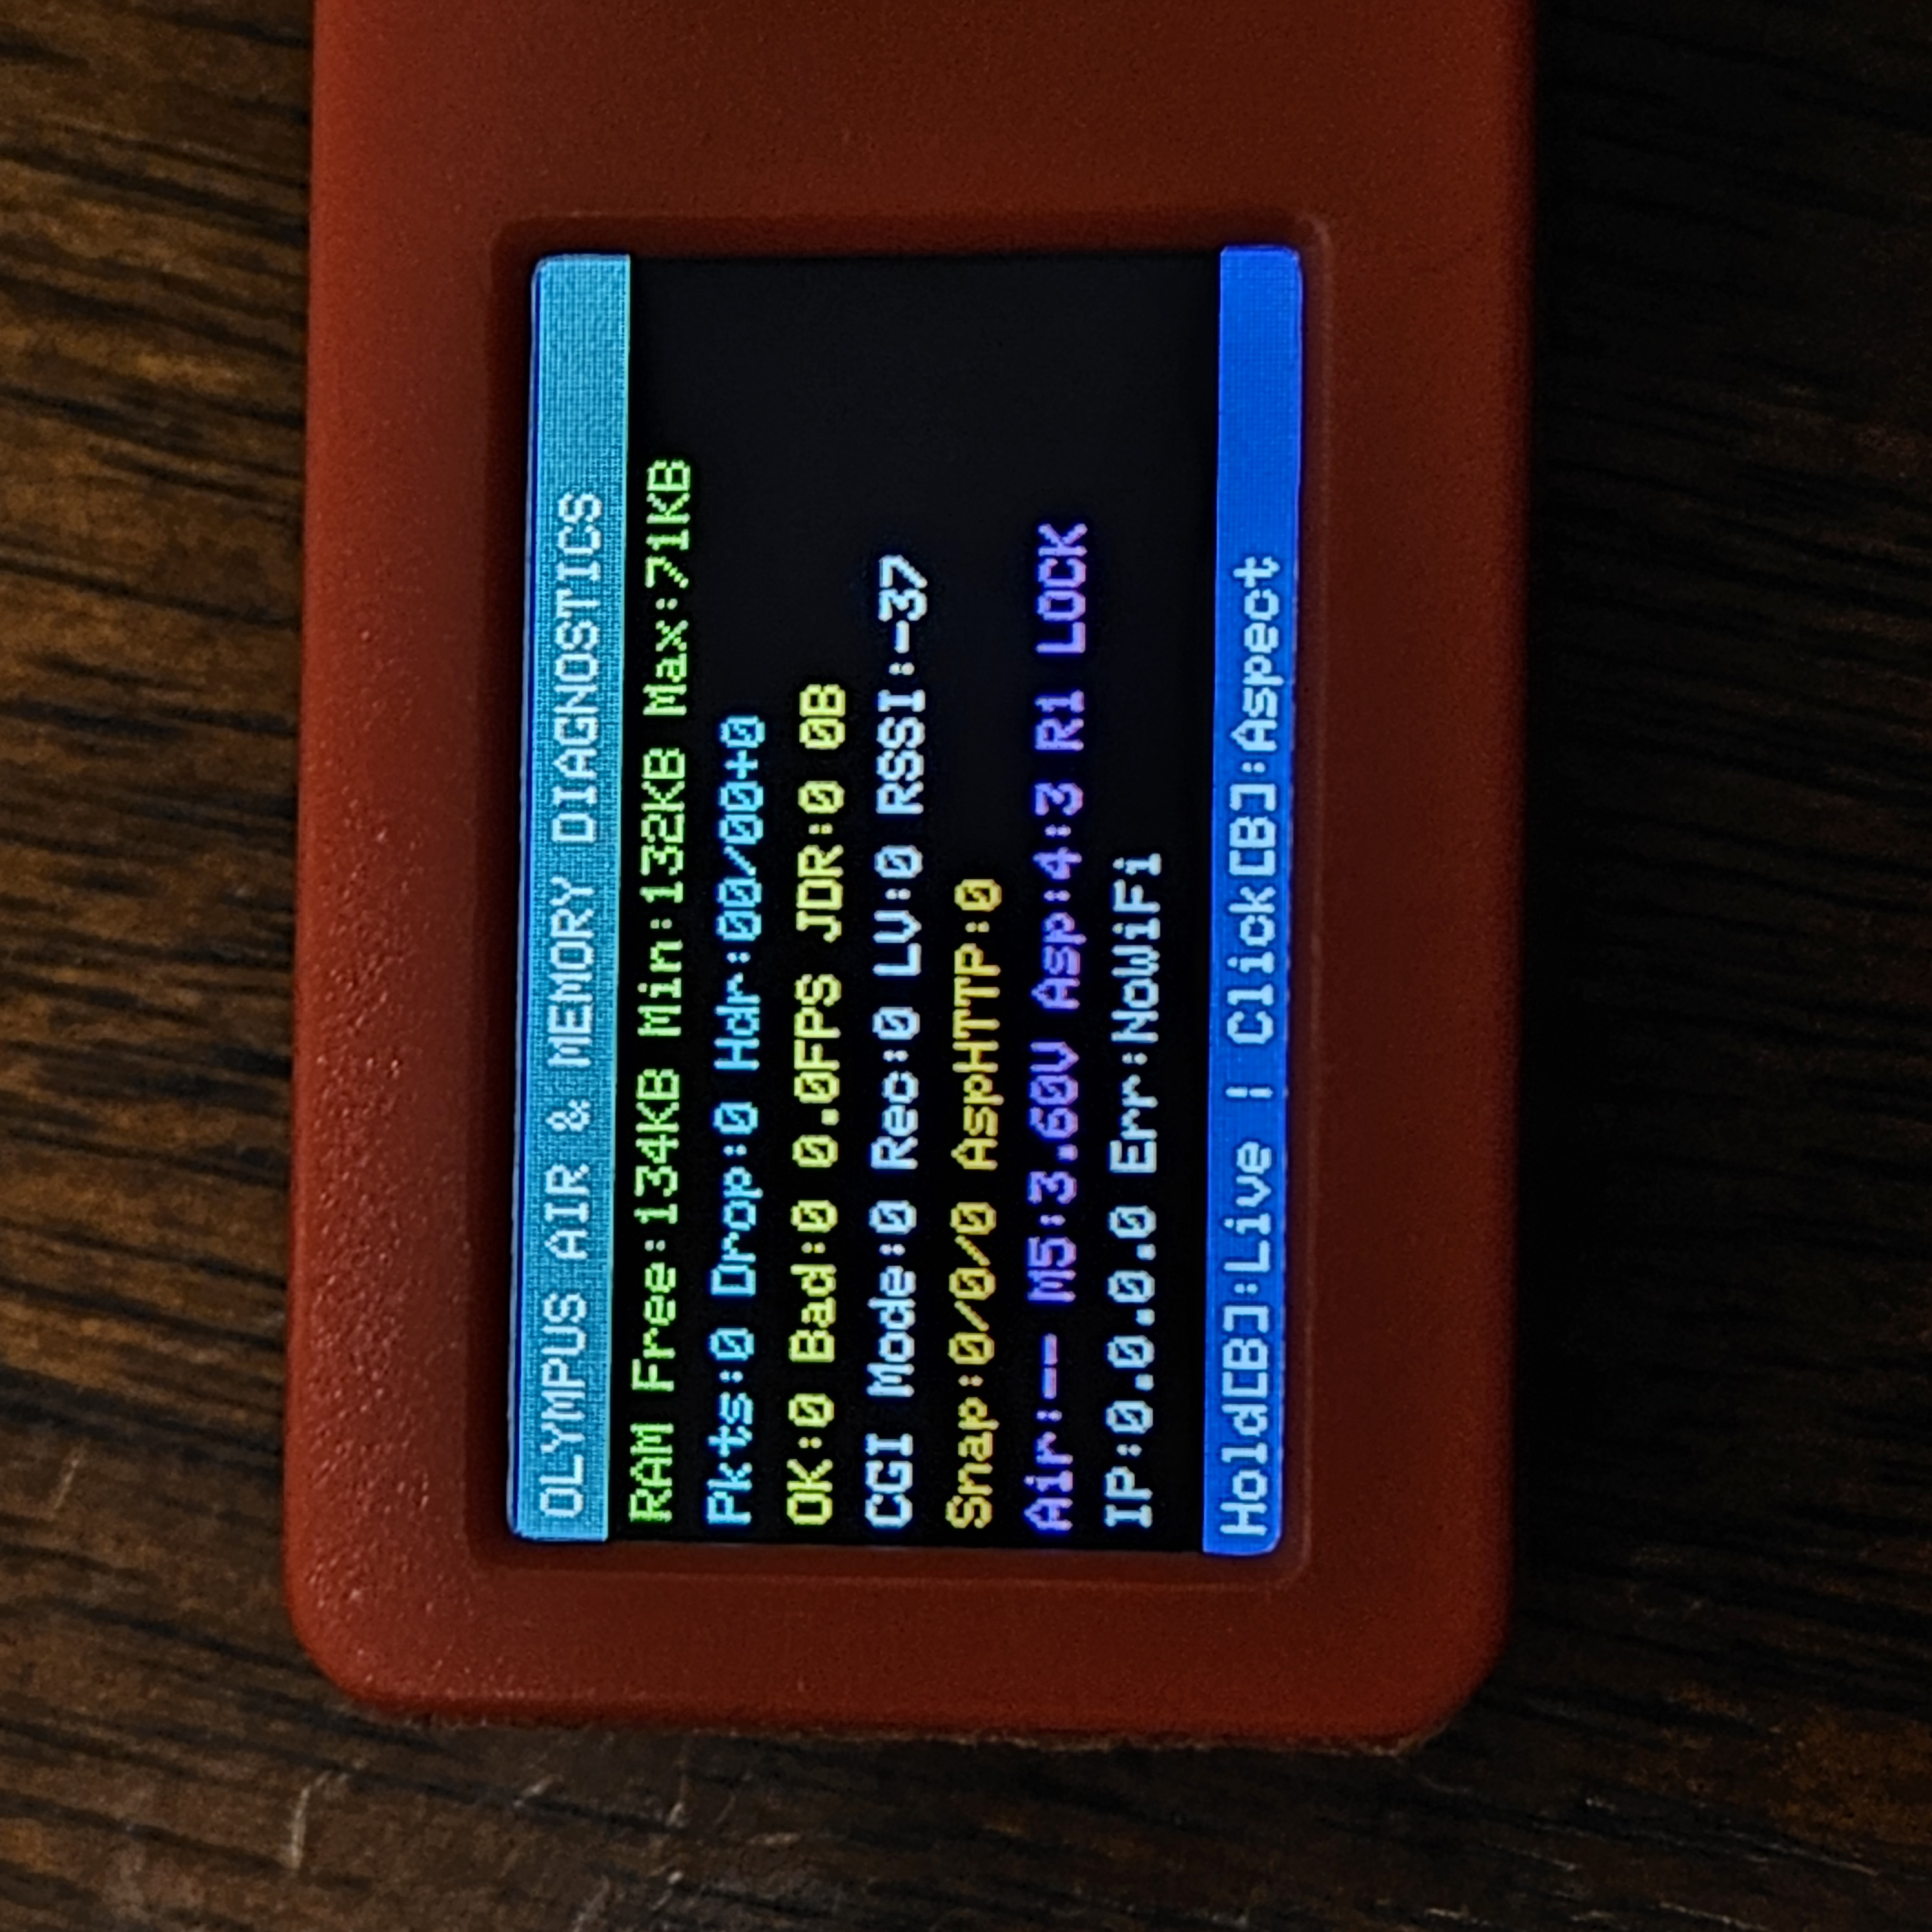 OLYMPUS AIR & MEMORY DIAGNOSTICS
RAM Free:134KB Min:132KB Max:71KB
Pkts:0 Drop:0 Hdr:00/00+0
OK:0 Bad:0 0.0FPS JDR:0 0B
CGI Mode:0 Rec:0 LV:0 RSSI:-37
Snap:0/0/0 AspHTTP:0
Air:-- M5:3.60V Asp:4:3 R1 LOCK
IP:0.0.0.0 Err:NoWiFi
Hold[B]:Live | Click[B]:Aspect